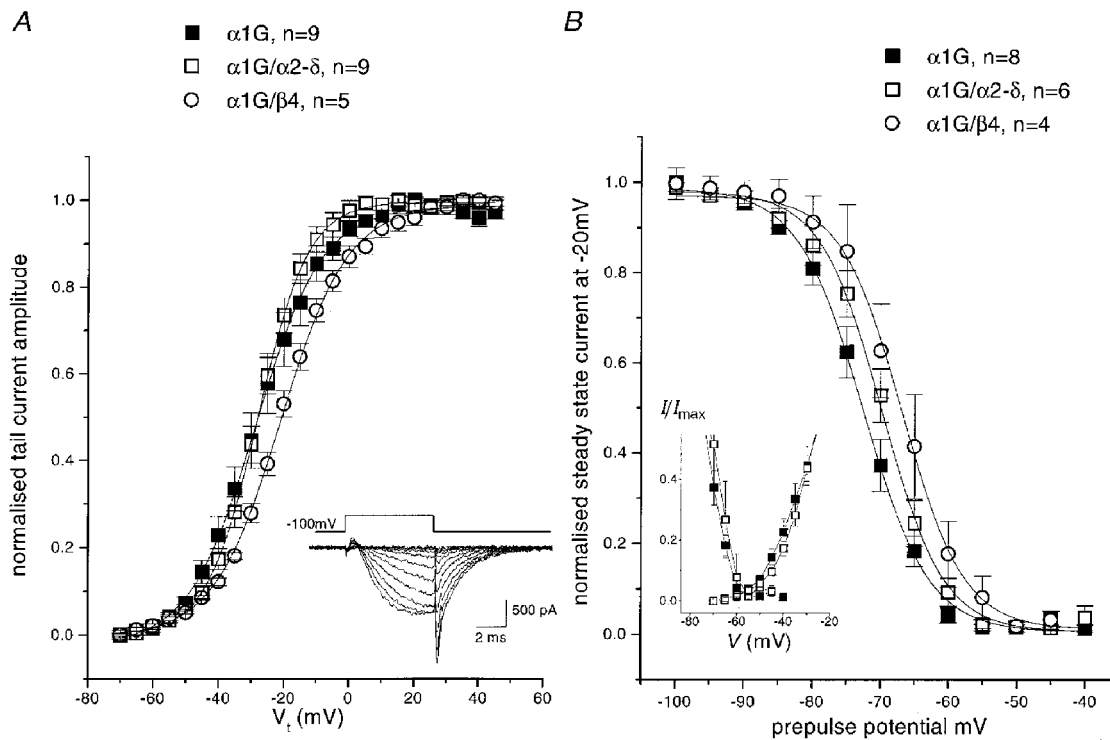 A
α1G, n=9
α1G/α2-δ, n=9
α1G/β4, n=5
normalised tail current amplitude
1.0
0.8
0.6
0.4
0.2
0.0
-80
-60
-40
-20
0
20
40
60
Vt (mV)
-100mV
500 pA
2 ms
B
α1G, n=8
α1G/α2-δ, n=6
α1G/β4, n=4
normalised steady state current at -20mV
1.0
0.8
0.6
0.4
0.2
0.0
-100
-90
-80
-70
-60
-50
-40
prepulse potential mV
I/Imax
0.4
0.2
0.0
-80
-60
-40
-20
V (mV)